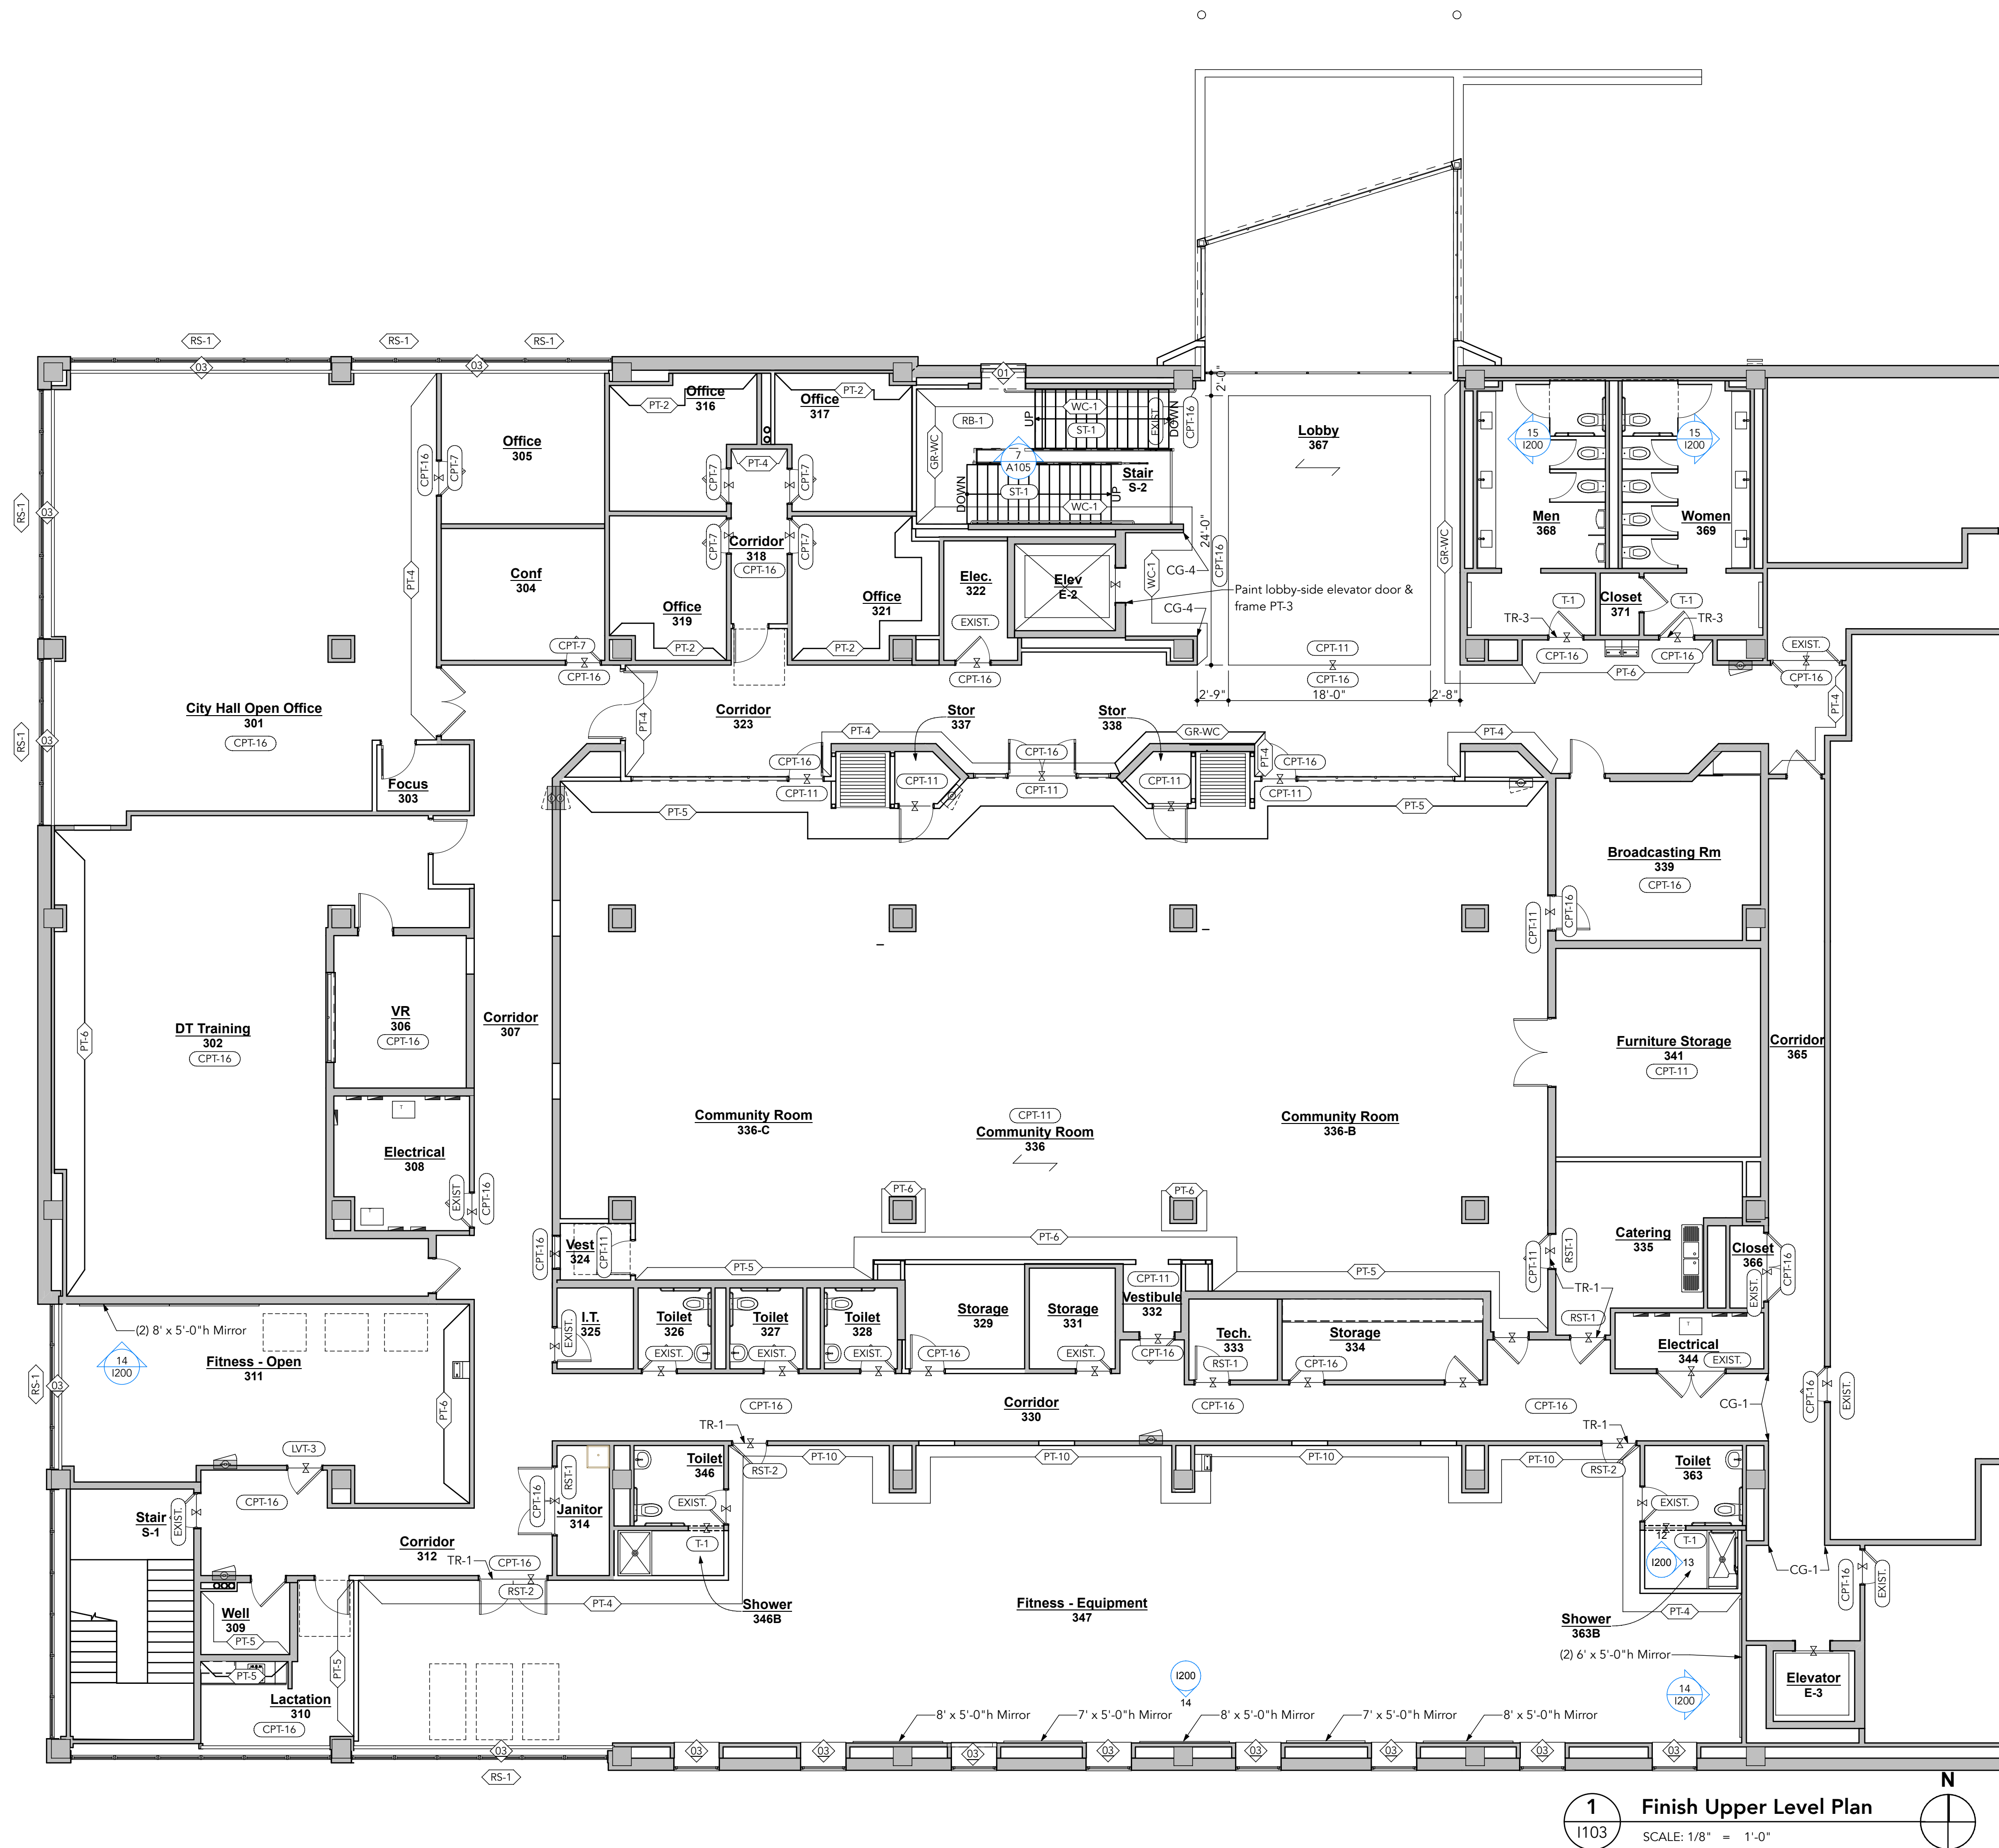 RS-1
RS-1
RS-1
03
03
01
2'-0"
Office
316
PT-2
Office
317
PT-2
RB-1
WC-1
UP
ST-1
EXIST
DOWN
CPT-16
GR-WC
7
A105
Stair
S-2
DOWN
ST-1
UP
WC-1
Lobby
367
24'-0"
CPT-16
GR-WC
15
I200
15
I200
Men
368
Women
369
Office
305
CPT-16
CPT-7
PT-4
CPT-7
CPT-7
RS-1
03
Conf
304
PT-4
CPT-7
Corridor
318
CPT-16
CPT-7
Office
319
PT-2
Office
321
PT-2
Elec.
322
EXIST.
CPT-16
Elev
E-2
WC-1
CG-4
CG-4
Paint lobby-side elevator door &
frame PT-3
T-1
Closet
371
T-1
TR-3
TR-3
CPT-16
CPT-16
PT-6
EXIST.
CPT-16
PT-4
CPT-7
CPT-16
CPT-11
CPT-16
2'-9"
18'-0"
2'-8"
City Hall Open Office
301
CPT-16
RS-1
03
Corridor
323
PT-4
Stor
337
Stor
338
PT-4
GR-WC
PT-4
PT-4
CPT-16
CPT-11
CPT-11
CPT-16
CPT-11
CPT-11
CPT-16
CPT-11
Focus
303
PT-5
PT-5
Broadcasting Rm
339
CPT-16
CPT-11
CPT-16
PT-6
DT Training
302
CPT-16
VR
306
CPT-16
Corridor
307
Furniture Storage
341
CPT-11
Corridor
365
Community Room
336-C
CPT-11
Community Room
336
Community Room
336-B
Electrical
308
EXIST
CPT-16
PT-6
PT-6
Vest
324
CPT-16
CPT-11
PT-6
PT-5
PT-5
Catering
335
CPT-11
RST-1
TR-1
RST-1
Closet
366
EXIST.
CPT-16
(2) 8' x 5'-0"h Mirror
14
I200
Fitness - Open
311
PT-6
RS-1
03
I.T.
325
EXIST.
Toilet
326
EXIST.
Toilet
327
EXIST.
Toilet
328
EXIST.
Storage
329
CPT-16
Storage
331
EXIST.
CPT-11
Vestibule
332
CPT-16
Tech.
333
RST-1
Storage
334
CPT-16
Electrical
344
EXIST.
CPT-16
Corridor
330
CPT-16
CPT-16
CG-1
CPT-16
EXIST.
LVT-3
TR-1
RST-2
PT-10
PT-10
PT-10
PT-10
TR-1
RST-2
CPT-16
Stair
S-1
EXIST.
CPT-16
RST-1
Janitor
314
Toilet
346
EXIST.
T-1
Toilet
363
EXIST.
T-1
12
I200
13
Corridor
312
TR-1
CPT-16
RST-2
PT-4
Shower
346B
Fitness - Equipment
347
Shower
363B
PT-4
CG-1
CPT-16
EXIST.
Well
309
PT-5
PT-5
PT-5
Lactation
310
CPT-16
(2) 6' x 5'-0"h Mirror
I200
14
14
I200
Elevator
E-3
8' x 5'-0"h Mirror
7' x 5'-0"h Mirror
8' x 5'-0"h Mirror
7' x 5'-0"h Mirror
8' x 5'-0"h Mirror
03
03
03
03
03
03
03
03
03
RS-1
1
I103
Finish Upper Level Plan
SCALE: 1/8" = 1'-0"
N